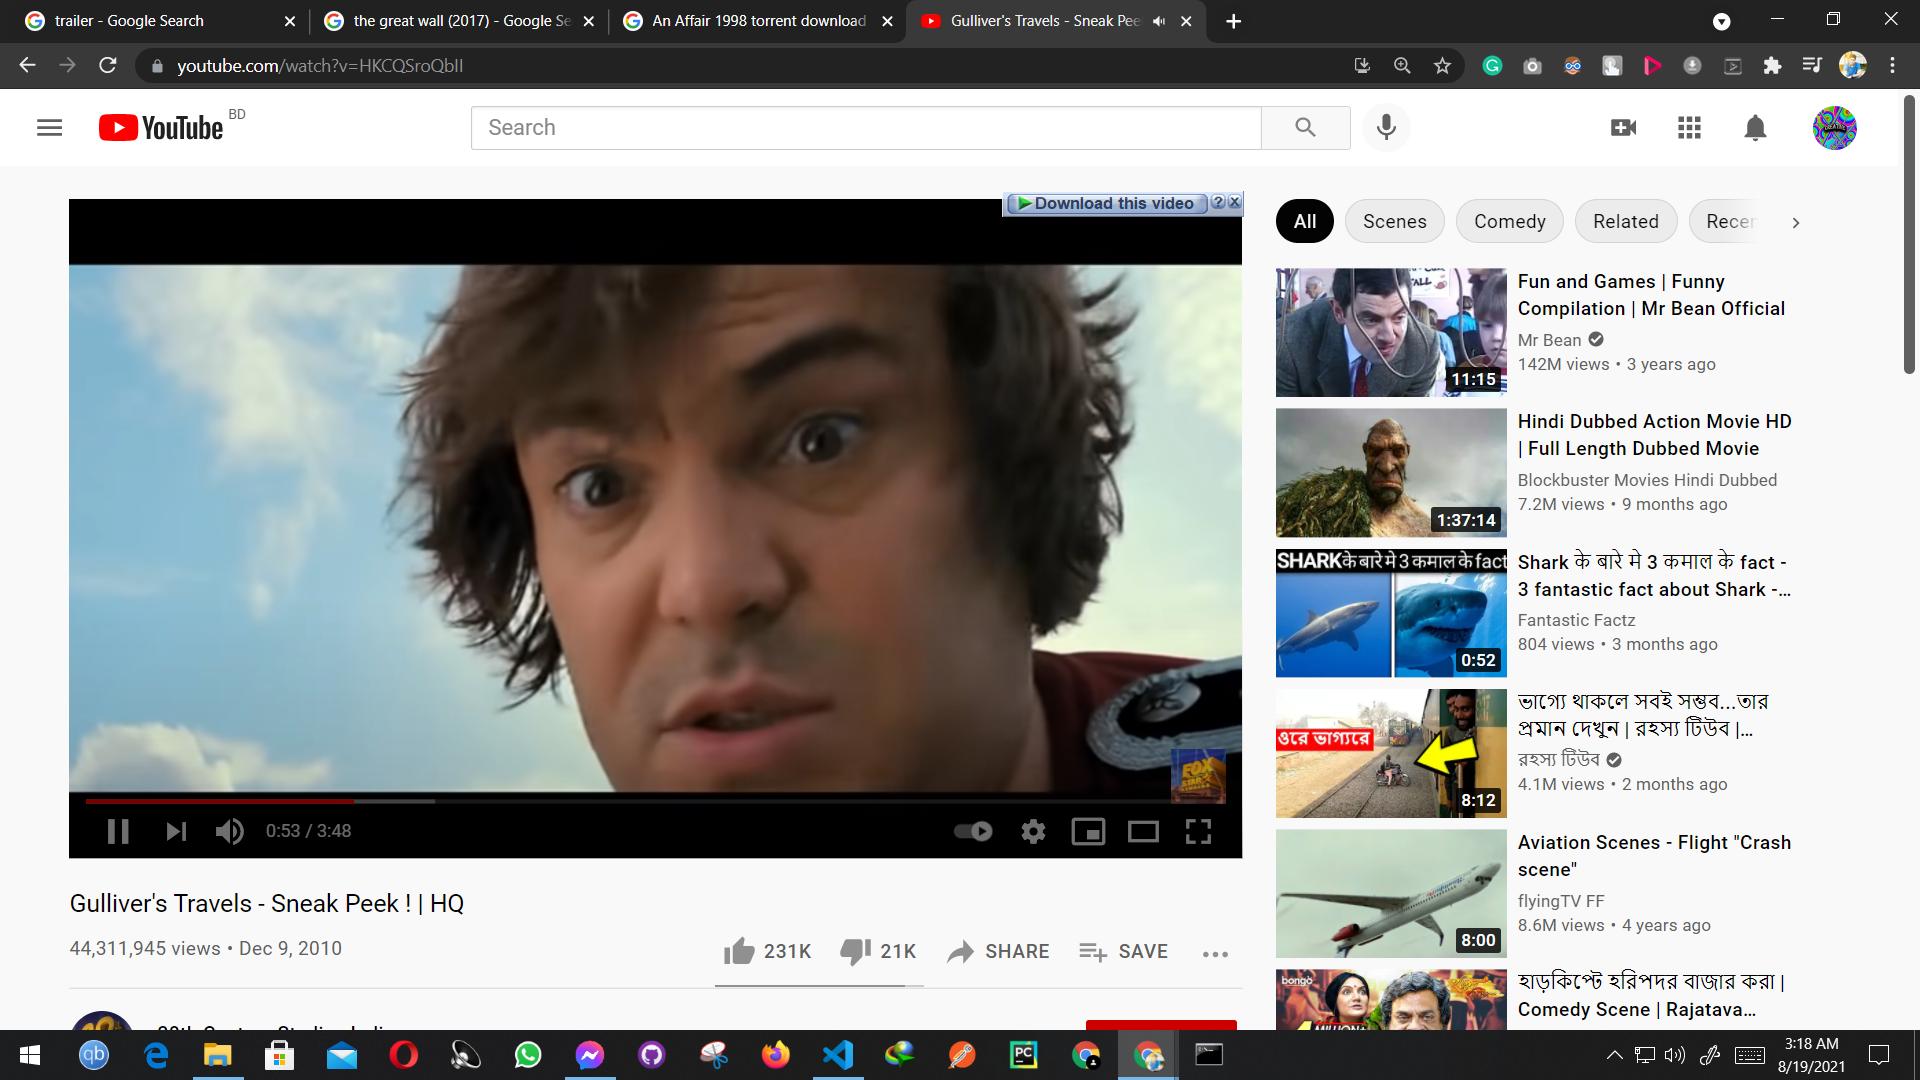 trailer - Google Search
the great wall (2017) - Google Se
An Affair 1998 torrent download
Gulliver's Travels - Sneak Pee
youtube.com/watch?v=HKCQSroQbII
YouTube BD
Search
Download this video
All Scenes Comedy Related Recen
FOX STAR STUDIOS
0:53 / 3:48
Gulliver's Travels - Sneak Peek ! | HQ
44,311,945 views • Dec 9, 2010
231K 21K SHARE SAVE
11:15
Fun and Games | Funny
Compilation | Mr Bean Official
Mr Bean
142M views • 3 years ago
1:37:14
Hindi Dubbed Action Movie HD
| Full Length Dubbed Movie
Blockbuster Movies Hindi Dubbed
7.2M views • 9 months ago
SHARK के बारे मे 3 कमाल के fact
0:52
Shark के बारे मे 3 कमाल के fact -
3 fantastic fact about Shark -...
Fantastic Factz
804 views • 3 months ago
ওরে ভাগ্যরে
8:12
ভাগ্যে থাকলে সবই সম্ভব...তার
প্রমান দেখুন | রহস্য টিউব |...
রহস্য টিউব
4.1M views • 2 months ago
8:00
Aviation Scenes - Flight "Crash
scene"
flyingTV FF
8.6M views • 4 years ago
bongo
হাড়কিপ্টে হরিপদর বাজার করা |
Comedy Scene | Rajatava...
qb
PC
3:18 AM
8/19/2021